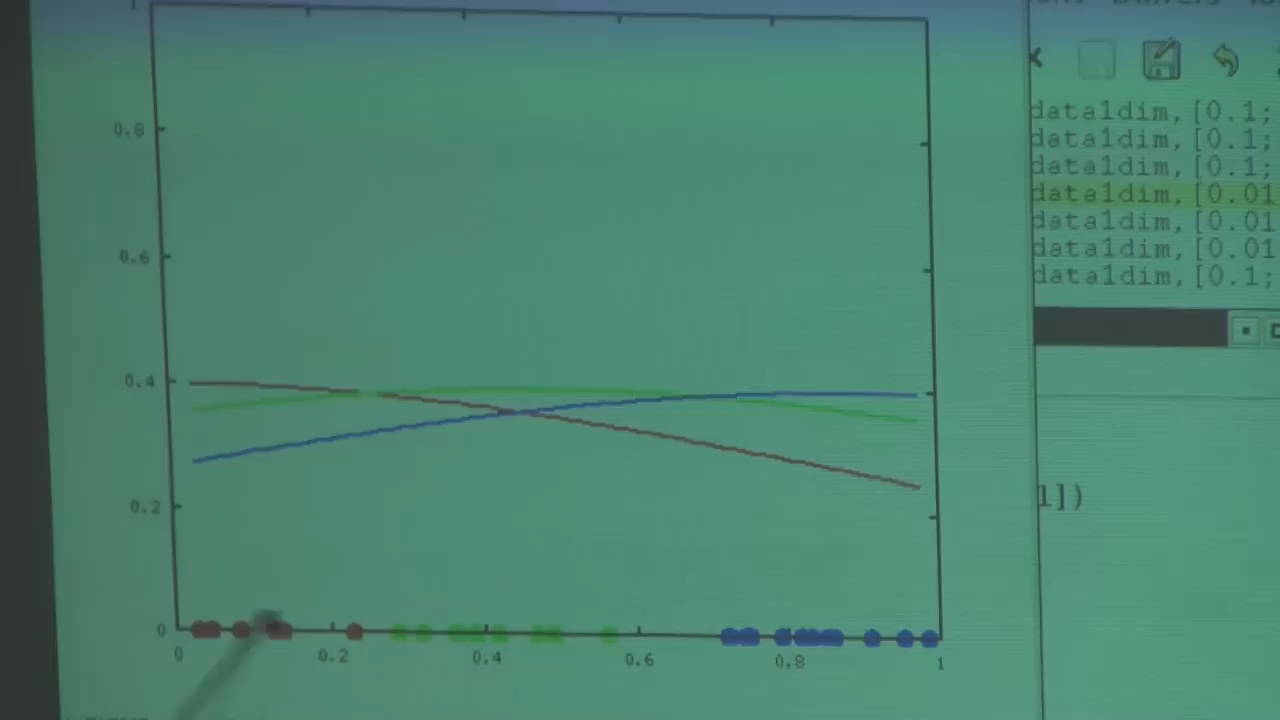 1
0.8
0.6
0.4
0.2
0
0 0.2 0.4 0.6 0.8 1
data1dim,[0.1;
data1dim,[0.1;
data1dim,[0.1;
data1dim,[0.01
data1dim,[0.01
data1dim,[0.01
data1dim,[0.1;
1])